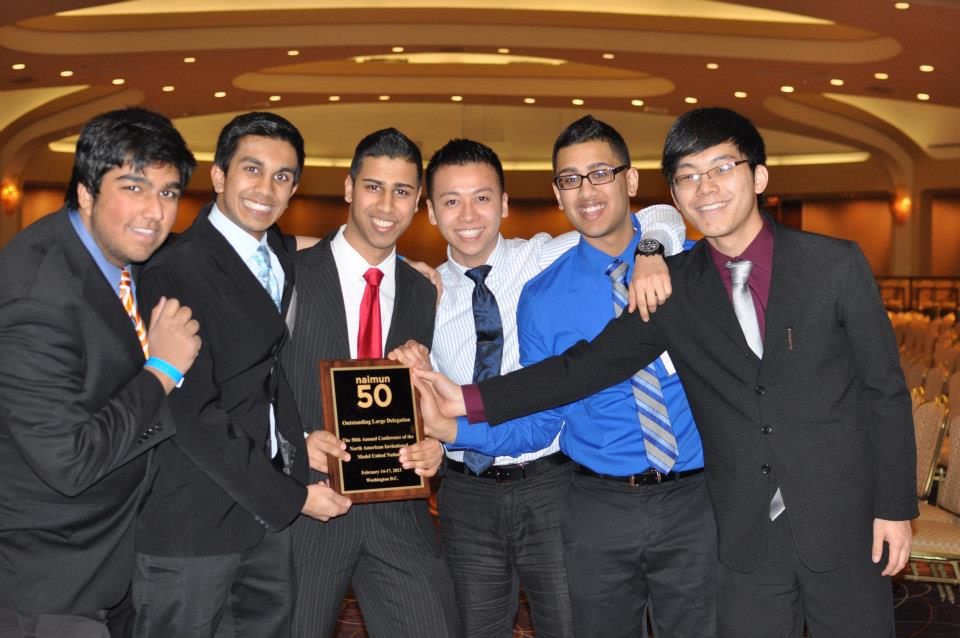 naimun
50
Outstanding Large Delegation
The 50th Annual Conference of the
North American Invitational
Model United Nations
February 14-17, 2013
Washington D.C.